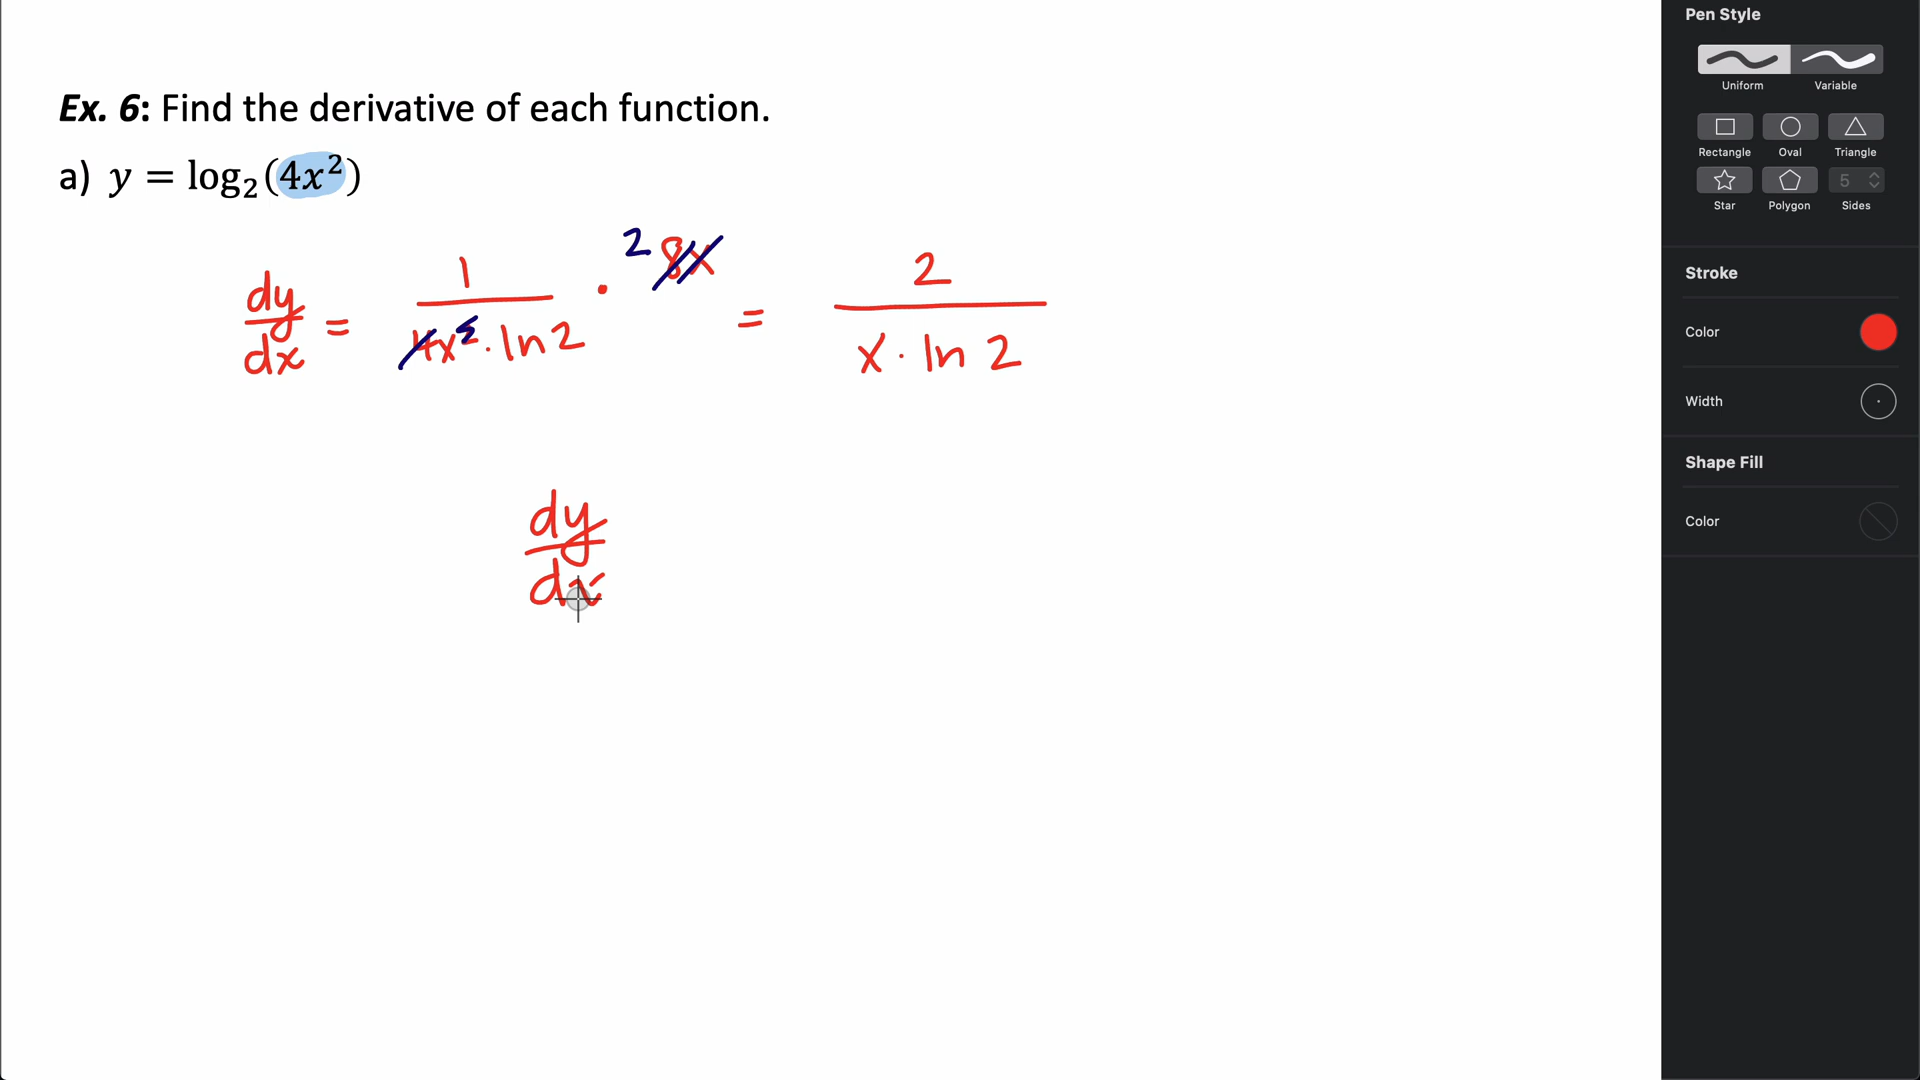 Ex. 6: Find the derivative of each function.
a) y = log₂(4x²)
dy/dx = 1/(4x² · ln 2) · 2 8x = 2/(x · ln 2)
dy/dx
Pen Style
Uniform Variable
Rectangle Oval Triangle
5
Star Polygon Sides
Stroke
Color
Width
Shape Fill
Color